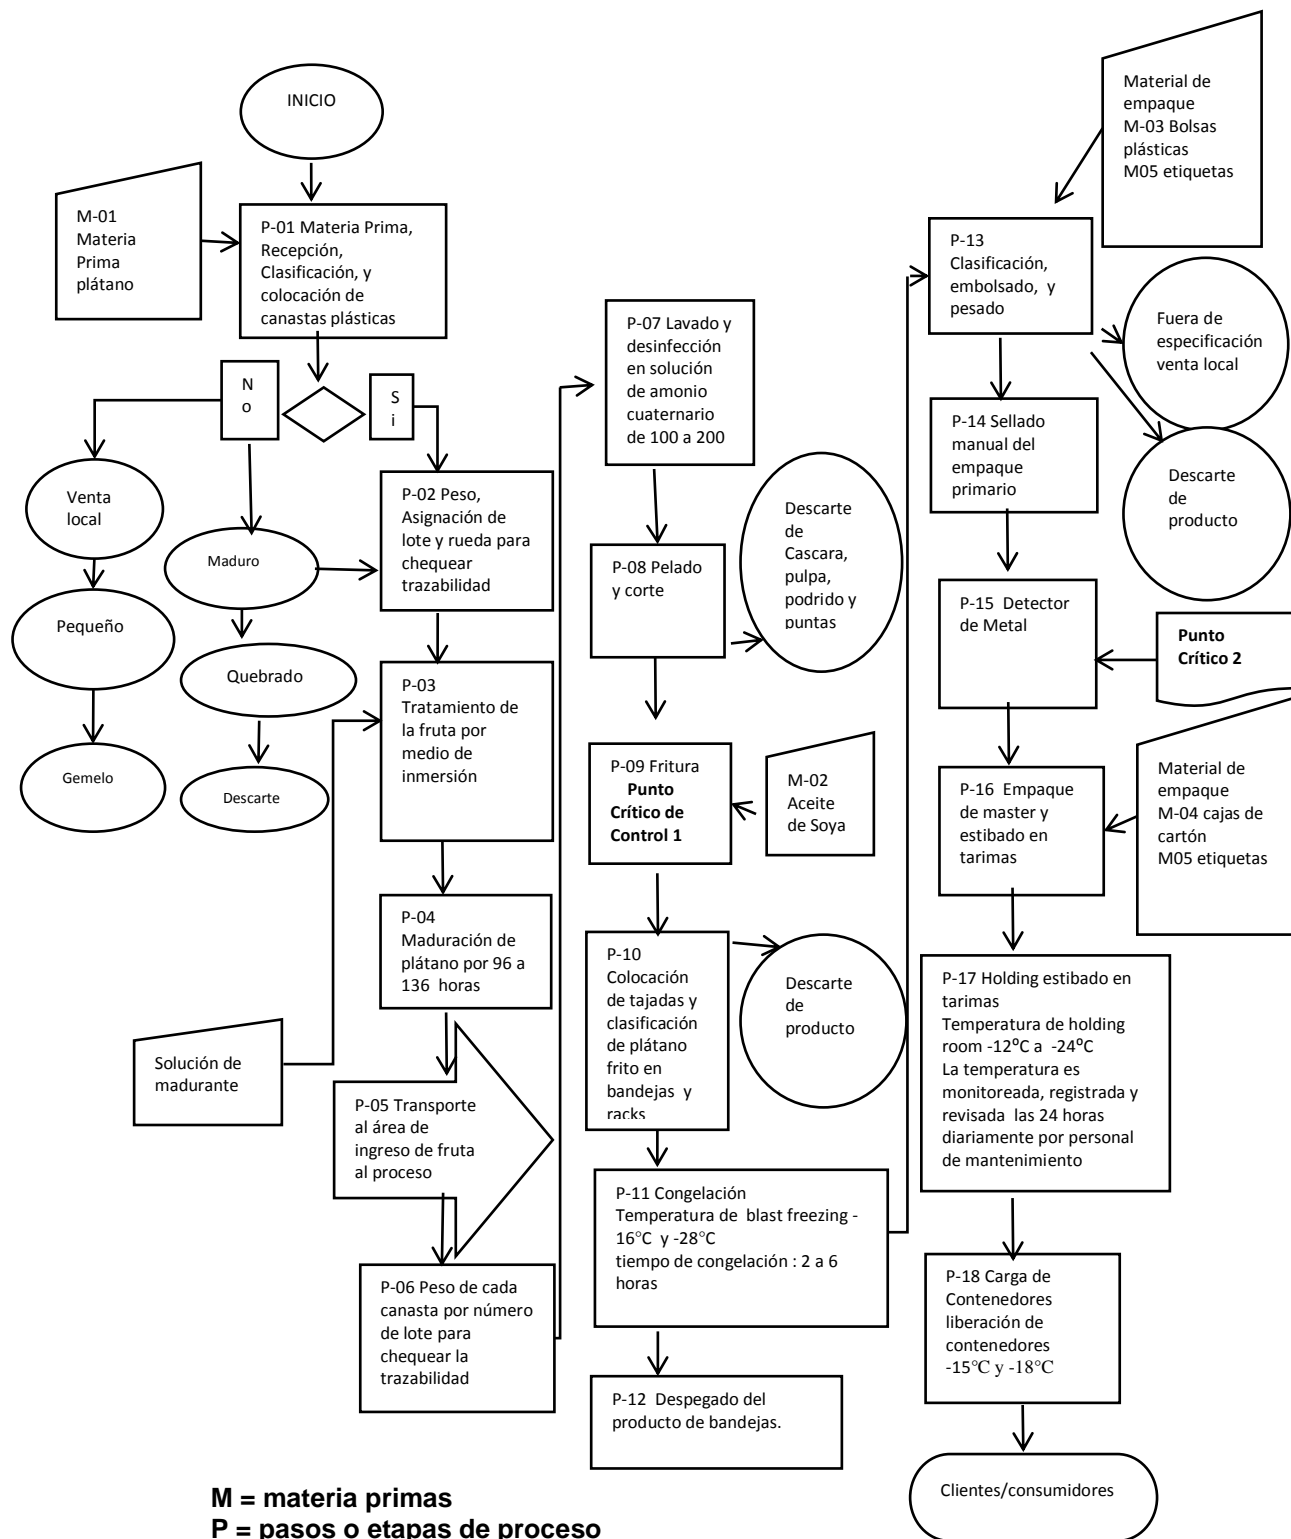 INICIO
M-01
Materia
Prima
plátano
P-01 Materia Prima,
Recepción,
Clasificación, y
colocación de
canastas plásticas
N
o
S
i
Venta
local
Pequeño
Gemelo
Maduro
Quebrado
Descarte
P-02 Peso,
Asignación de
lote y rueda para
chequear
trazabilidad
P-03
Tratamiento de
la fruta por
medio de
inmersión
P-04
Maduración de
plátano por 96 a
136 horas
Solución de
madurante
P-05 Transporte
al área de
ingreso de fruta
al proceso
P-06 Peso de cada
canasta por número
de lote para
chequear la
trazabilidad
P-07 Lavado y
desinfección
en solución
de amonio
cuaternario
de 100 a 200
P-08 Pelado
y corte
Descarte
de
Cascara,
pulpa,
podrido y
puntas
P-09 Fritura
Punto
Crítico de
Control 1
M-02
Aceite
de Soya
P-10
Colocación
de tajadas y
clasificación
de plátano
frito en
bandejas y
racks
Descarte
de
producto
P-11 Congelación
Temperatura de blast freezing -
16°C y -28°C
tiempo de congelación : 2 a 6
horas
P-12 Despegado del
producto de bandejas.
Material de
empaque
M-03 Bolsas
plásticas
M05 etiquetas
P-13
Clasificación,
embolsado, y
pesado
Fuera de
especificación
venta local
Descarte
de
producto
P-14 Sellado
manual del
empaque
primario
P-15 Detector
de Metal
Punto
Crítico 2
P-16 Empaque
de master y
estibado en
tarimas
Material de
empaque
M-04 cajas de
cartón
M05 etiquetas
P-17 Holding estibado en
tarimas
Temperatura de holding
room -12ºC a -24ºC
La temperatura es
monitoreada, registrada y
revisada las 24 horas
diariamente por personal
de mantenimiento
P-18 Carga de
Contenedores
liberación de
contenedores
-15°C y -18°C
Clientes/consumidores
M = materia primas
P = pasos o etapas de proceso